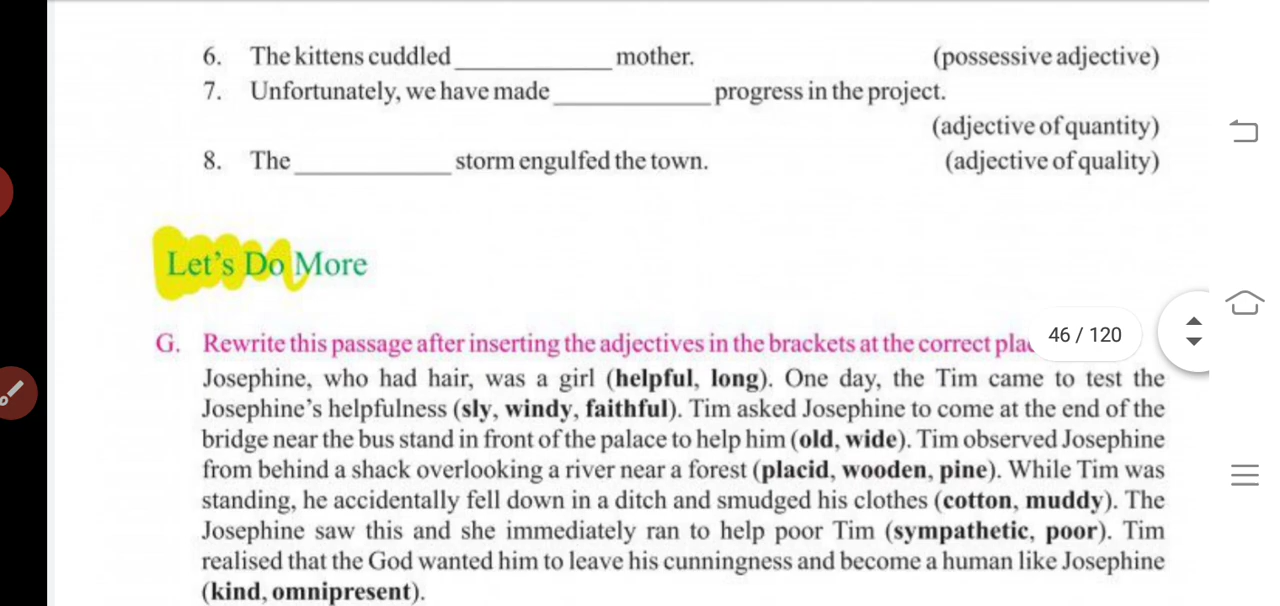 6. The kittens cuddled ____________ mother. (possessive adjective)
7. Unfortunately, we have made ____________ progress in the project.
(adjective of quantity)
8. The ____________ storm engulfed the town. (adjective of quality)
Let's Do More
G. Rewrite this passage after inserting the adjectives in the brackets at the correct
46 / 120
Josephine, who had hair, was a girl (helpful, long). One day, the Tim came to test the
Josephine's helpfulness (sly, windy, faithful). Tim asked Josephine to come at the end of the
bridge near the bus stand in front of the palace to help him (old, wide). Tim observed Josephine
from behind a shack overlooking a river near a forest (placid, wooden, pine). While Tim was
standing, he accidentally fell down in a ditch and smudged his clothes (cotton, muddy). The
Josephine saw this and she immediately ran to help poor Tim (sympathetic, poor). Tim
realised that the God wanted him to leave his cunningness and become a human like Josephine
(kind, omnipresent).